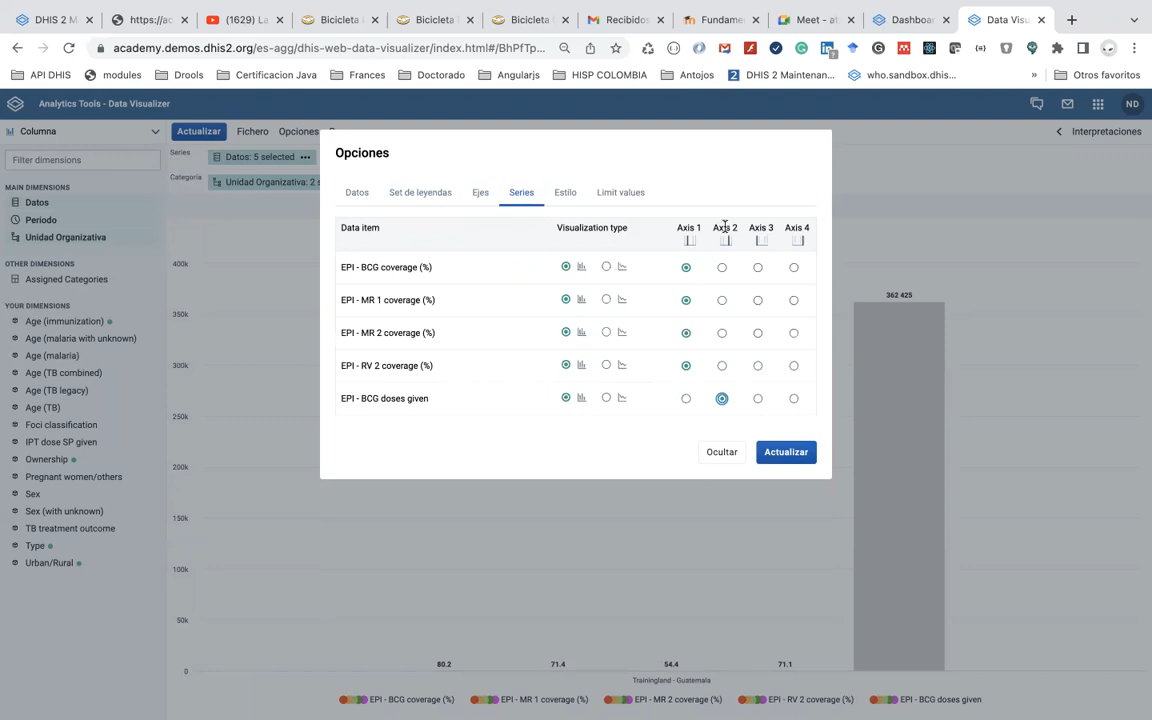 DHIS 2 M
https://ac
(1629) La
Bicicleta
Bicicleta
Bicicleta
Recibidos
Fundame
Meet - at
Dashboar
Data Visu
academy.demos.dhis2.org/es-agg/dhis-web-data-visualizer/index.html#/BhPfTp...
API DHIS
modules
Drools
Certificacion Java
Frances
Doctorado
Angularjs
HISP COLOMBIA
Antojos
DHIS 2 Maintenan...
who.sandbox.dhis...
»
Otros favoritos
Analytics Tools - Data Visualizer
ND
Columna
Actualizar
Fichero
Opciones
Interpretaciones
Filter dimensions
Series
Datos: 5 selected
Categoría
Unidad Organizativa: 2 s
MAIN DIMENSIONS
Datos
Periodo
Unidad Organizativa
OTHER DIMENSIONS
Assigned Categories
YOUR DIMENSIONS
Age (immunization)
Age (malaria with unknown)
Age (malaria)
Age (TB combined)
Age (TB legacy)
Age (TB)
Foci classification
IPT dose SP given
Ownership
Pregnant women/others
Sex
Sex (with unknown)
TB treatment outcome
Type
Urban/Rural
Opciones
Datos
Set de leyendas
Ejes
Series
Estilo
Limit values
Data item
Visualization type
Axis 1
Axis 2
Axis 3
Axis 4
EPI - BCG coverage (%)
EPI - MR 1 coverage (%)
EPI - MR 2 coverage (%)
EPI - RV 2 coverage (%)
EPI - BCG doses given
Ocultar
Actualizar
400k
350k
300k
250k
200k
150k
100k
50k
0
362 425
80.2
71.4
54.4
71.1
Trainingland - Guatemala
EPI - BCG coverage (%)
EPI - MR 1 coverage (%)
EPI - MR 2 coverage (%)
EPI - RV 2 coverage (%)
EPI - BCG doses given